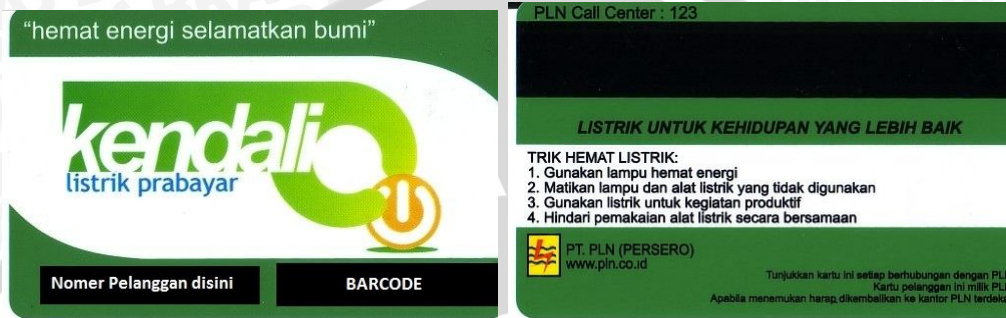 “hemat energi selamatkan bumi”
kendali
listrik prabayar
Nomer Pelanggan disini
BARCODE
PLN Call Center : 123
LISTRIK UNTUK KEHIDUPAN YANG LEBIH BAIK
TRIK HEMAT LISTRIK:
1. Gunakan lampu hemat energi
2. Matikan lampu dan alat listrik yang tidak digunakan
3. Gunakan listrik untuk kegiatan produktif
4. Hindari pemakaian alat listrik secara bersamaan
PT. PLN (PERSERO)
www.pln.co.id
Tunjukkan kartu ini setiap berhubungan dengan PL
Kartu pelanggan ini milik PL
Apabila menemukan harap dikembalikan ke kantor PLN terdeka